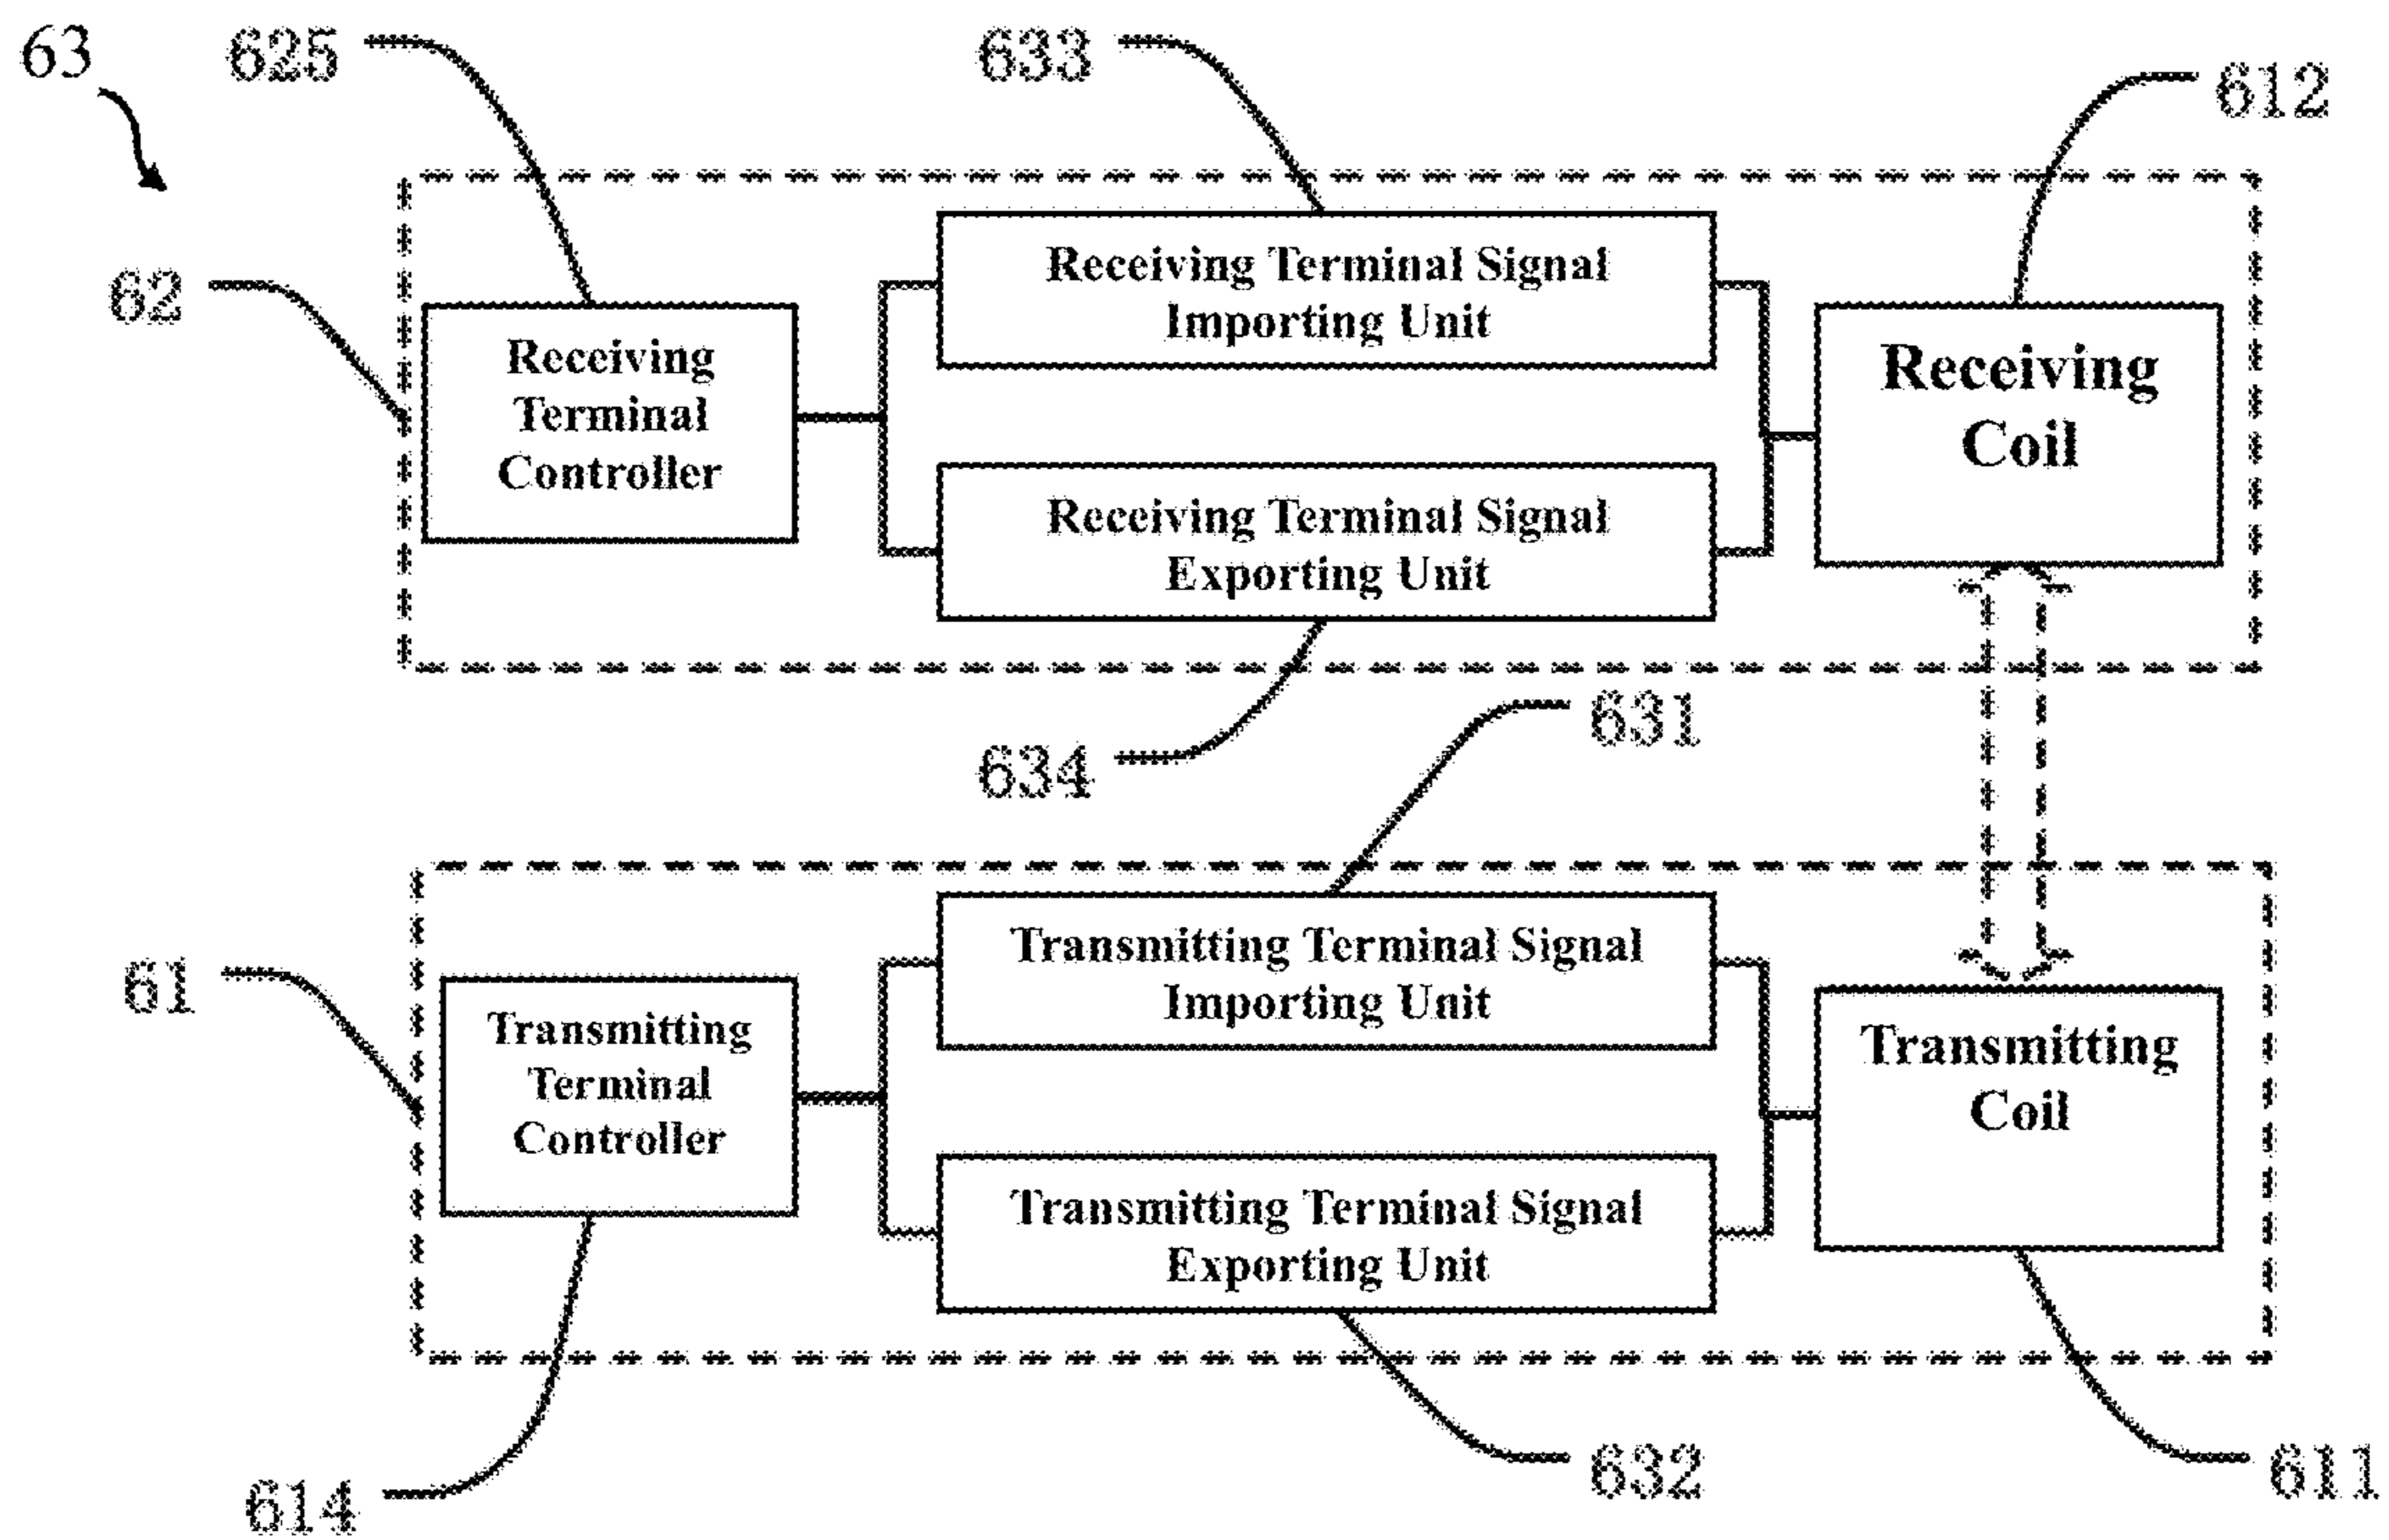 63
625
633
612
62
Receiving
Terminal
Controller
Receiving Terminal Signal
Importing Unit
Receiving Terminal Signal
Exporting Unit
Receiving
Coil
634
631
61
Transmitting
Terminal
Controller
Transmitting Terminal Signal
Importing Unit
Transmitting Terminal Signal
Exporting Unit
Transmitting
Coil
614
632
611